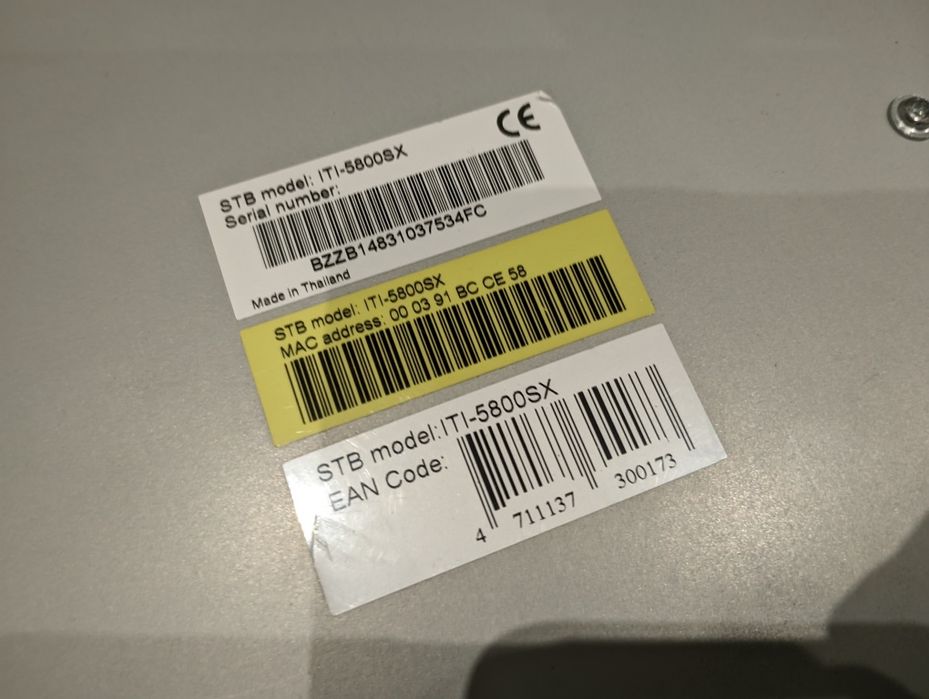 CE
STB model: ITI-5800SX
Serial number:
BZZB14831037534FC
Made in Thailand
STB model: ITI-5800SX
MAC address: 00 03 91 BC CE 58
STB model:ITI-5800SX
EAN Code:
4 711137 300173